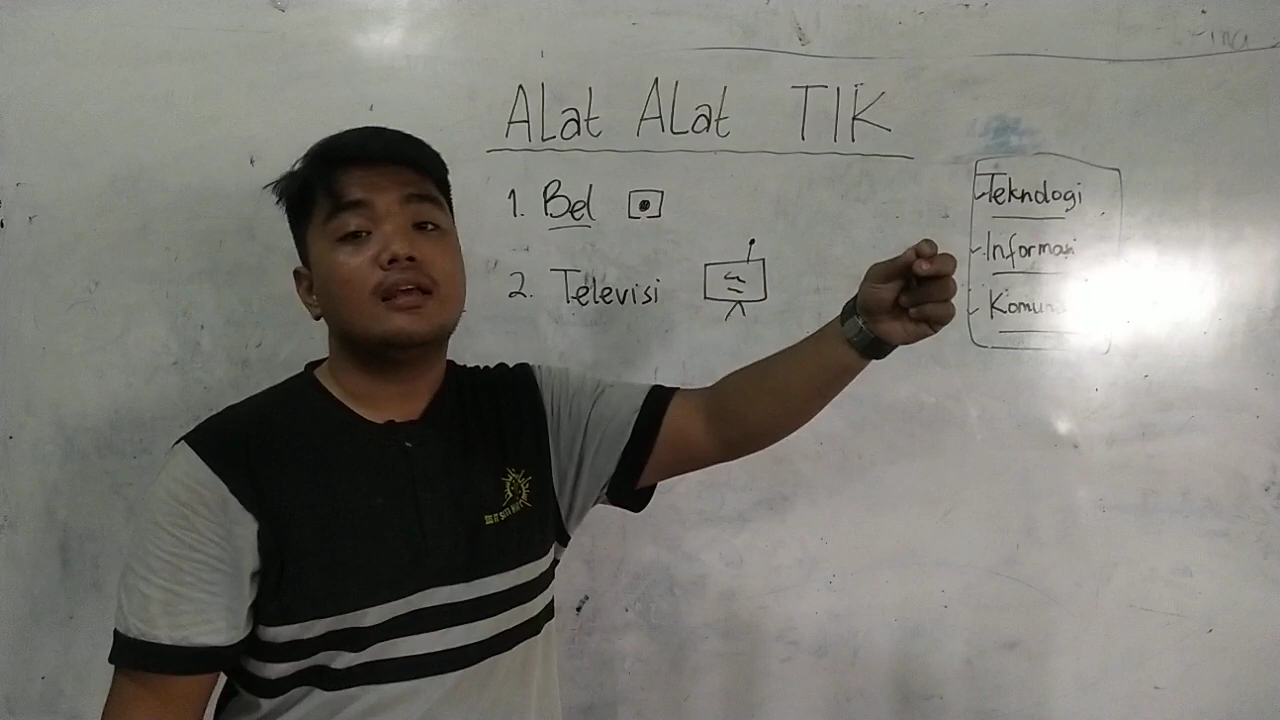 ALat ALat TIK
1. Bel
2. Televisi
- Teknologi
- Informasi